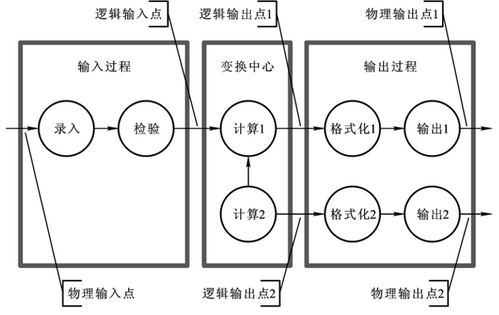 逻辑输入点
逻辑输出点1
物理输出点1
输入过程
变换中心
输出过程
录入
检验
计算1
格式化1
输出1
计算2
格式化2
输出2
物理输入点
逻辑输出点2
物理输出点2